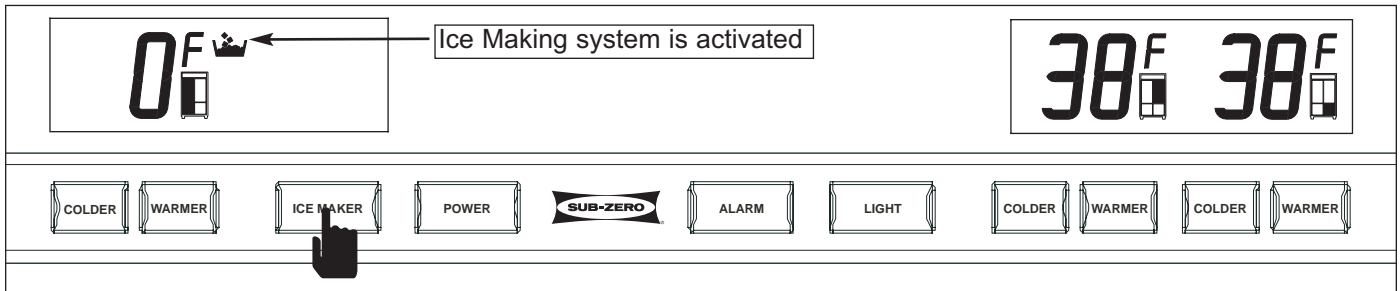 0F
Ice Making system is activated
38F 38F
COLDER WARMER ICE MAKER POWER SUB-ZERO ALARM LIGHT COLDER WARMER COLDER WARMER